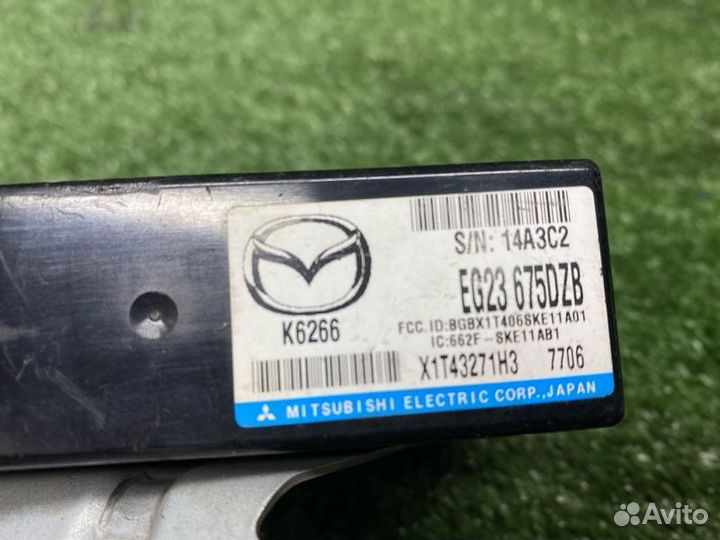 S/N: 14A3C2
EG23 675DZB
K6266
FCC ID:BGBX1T406SKE11A01
IC:662F-SKE11AB1
X1T43271H3 7706
MITSUBISHI ELECTRIC CORP.,JAPAN
Avito